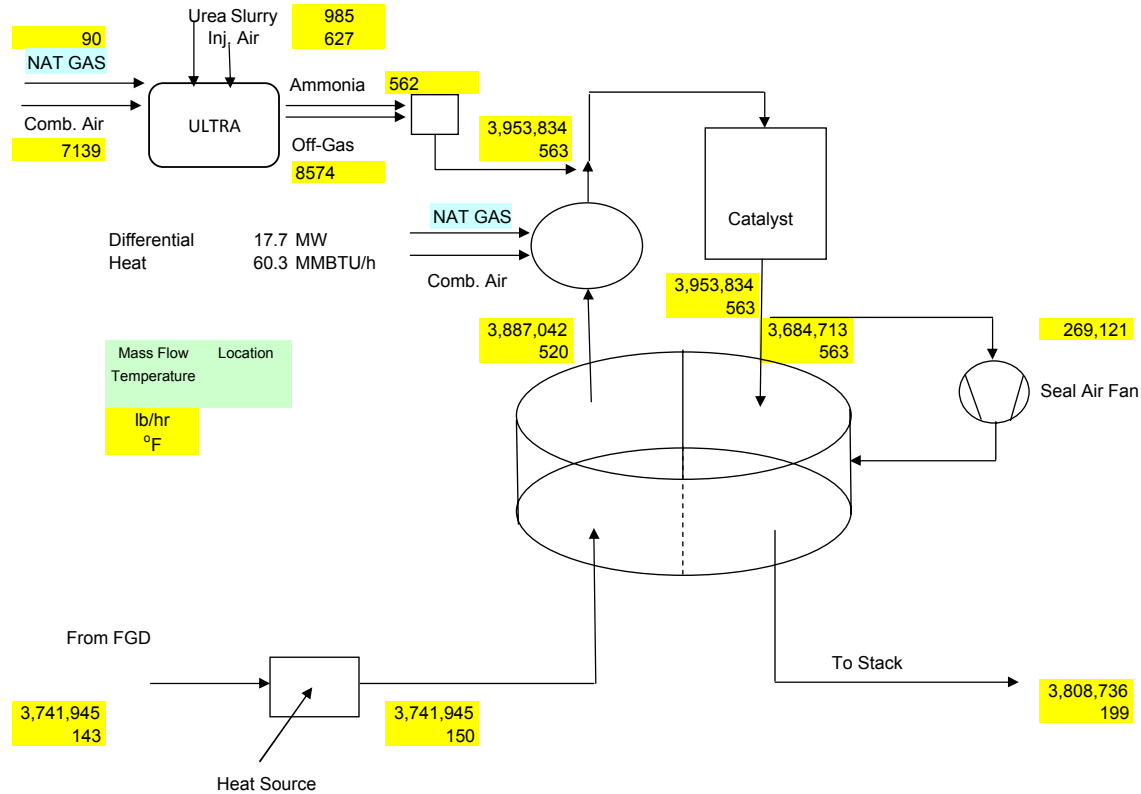 Urea Slurry 985
90 Inj. Air 627
NAT GAS
Ammonia 562
Comb. Air ULTRA 3,953,834
7139 Off-Gas 563
8574
NAT GAS Catalyst
Differential 17.7 MW
Heat 60.3 MMBTU/h
Comb. Air 3,953,834
563
3,887,042 3,684,713 269,121
520 563
Mass Flow Location
Temperature
Seal Air Fan
lb/hr
°F
From FGD
To Stack
3,741,945 3,741,945 3,808,736
143 150 199
Heat Source